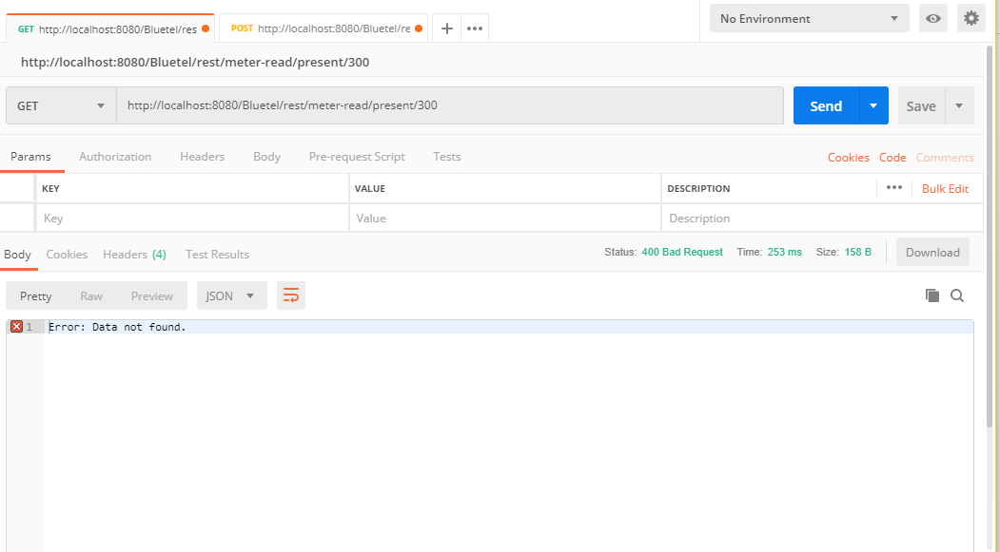 GET http://localhost:8080/Bluetel/res POST http://localhost:8080/Bluetel/re No Environment
http://localhost:8080/Bluetel/rest/meter-read/present/300
GET http://localhost:8080/Bluetel/rest/meter-read/present/300 Send Save
Params Authorization Headers Body Pre-request Script Tests Cookies Code Comments
KEY VALUE DESCRIPTION Bulk Edit
Key Value Description
Body Cookies Headers (4) Test Results Status: 400 Bad Request Time: 253 ms Size: 158 B Download
Pretty Raw Preview JSON
1 Error: Data not found.